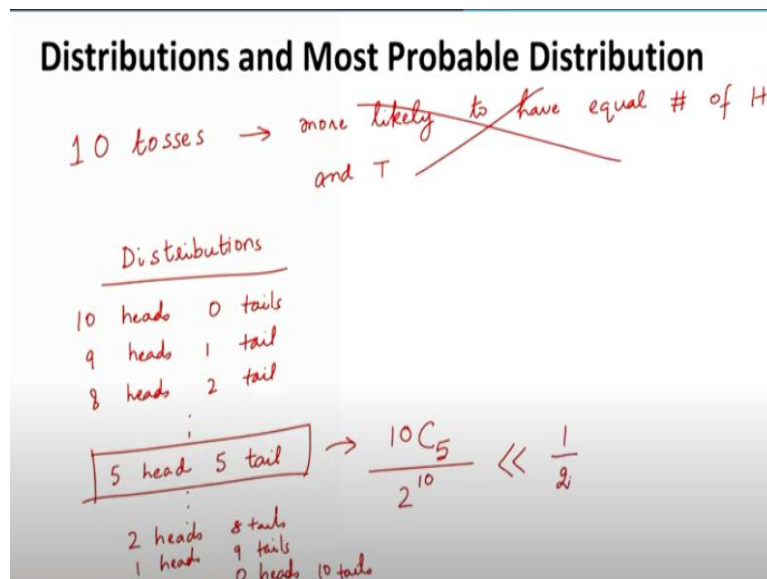 Distributions and Most Probable Distribution
10 tosses → more likely to have equal # of H
and T
Distributions
10 heads 0 tails
9 heads 1 tail
8 heads 2 tail
⋮
5 head 5 tail → 10C5 / 2^10 << 1/2
⋮
2 heads 8 tails
1 head 9 tails
0 heads 10 tails